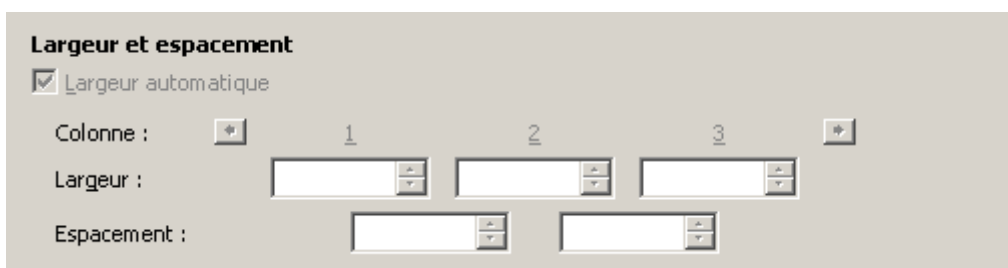 Largeur et espacement
Largeur automatique
Colonne : 1 2 3
Largeur :
Espacement :